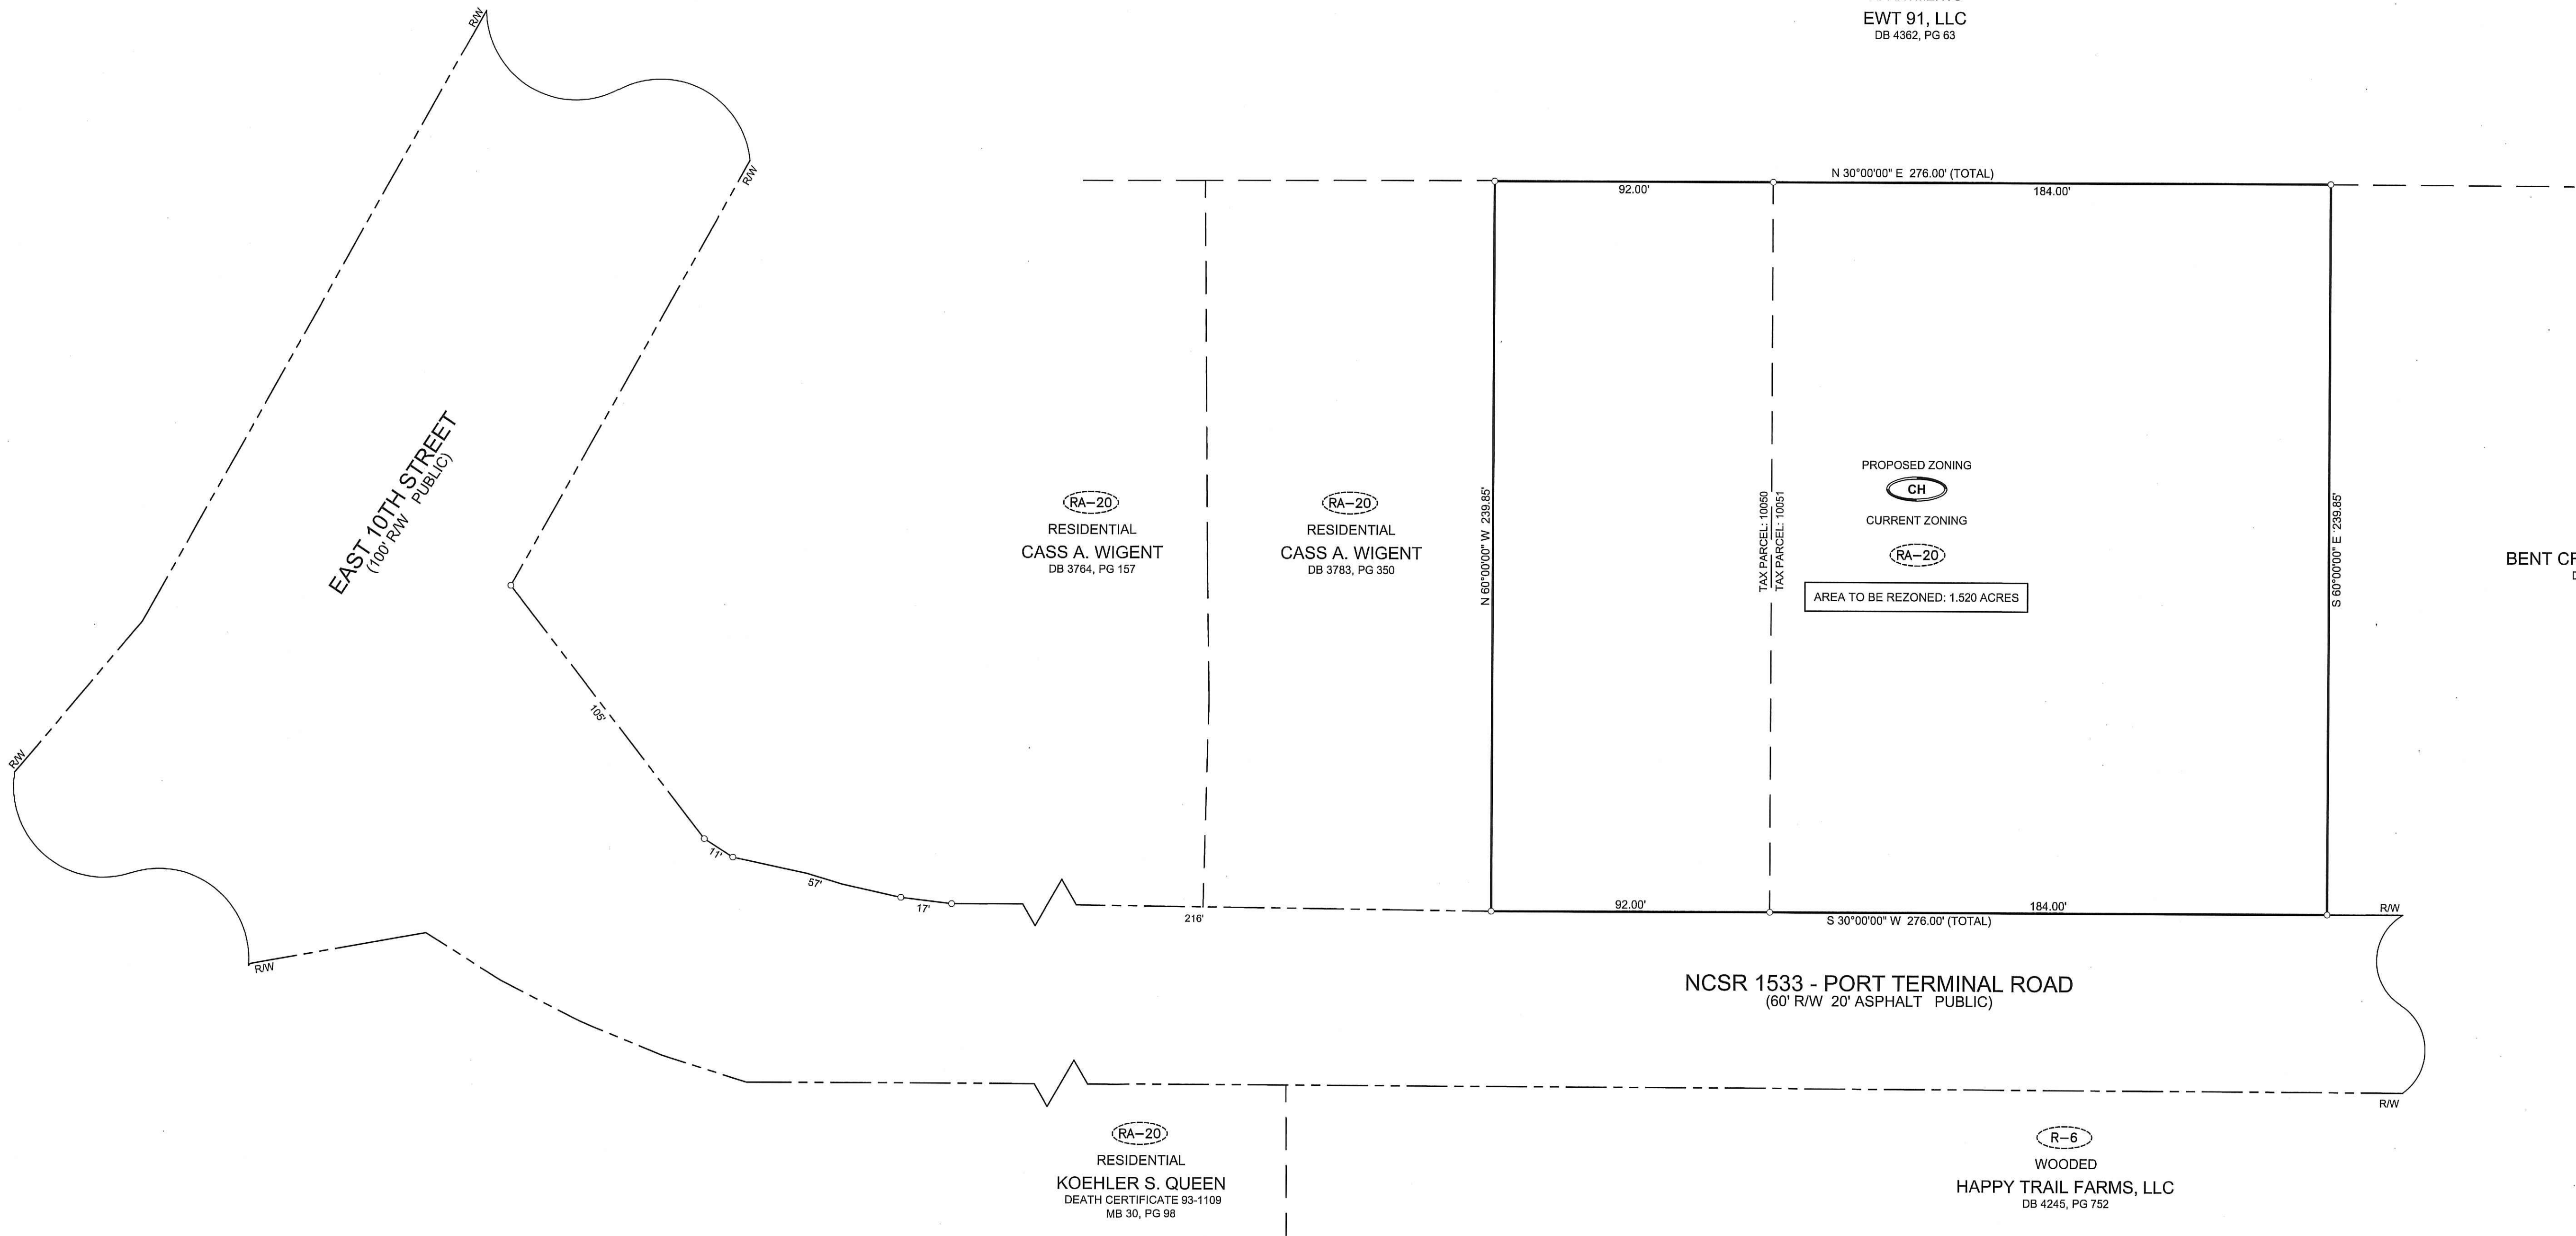 EWT 91, LLC
DB 4362, PG 63
R/W
R/W
N 30°00'00" E 276.00' (TOTAL)
92.00'
184.00'
EAST 10TH STREET
(100' R/W PUBLIC)
RA-20
RESIDENTIAL
CASS A. WIGENT
DB 3764, PG 157
RA-20
RESIDENTIAL
CASS A. WIGENT
DB 3783, PG 350
N 60°00'00" W 239.85'
TAX PARCEL: 10050
TAX PARCEL: 10051
PROPOSED ZONING
CH
CURRENT ZONING
RA-20
AREA TO BE REZONED: 1.520 ACRES
S 60°00'00" E 239.85'
BENT
105'
R/W
11'
57'
17'
216'
92.00'
184.00'
R/W
S 30°00'00" W 276.00' (TOTAL)
R/W
NCSR 1533 - PORT TERMINAL ROAD
(60' R/W 20' ASPHALT PUBLIC)
R/W
RA-20
RESIDENTIAL
KOEHLER S. QUEEN
DEATH CERTIFICATE 93-1109
MB 30, PG 98
R-6
WOODED
HAPPY TRAIL FARMS, LLC
DB 4245, PG 752